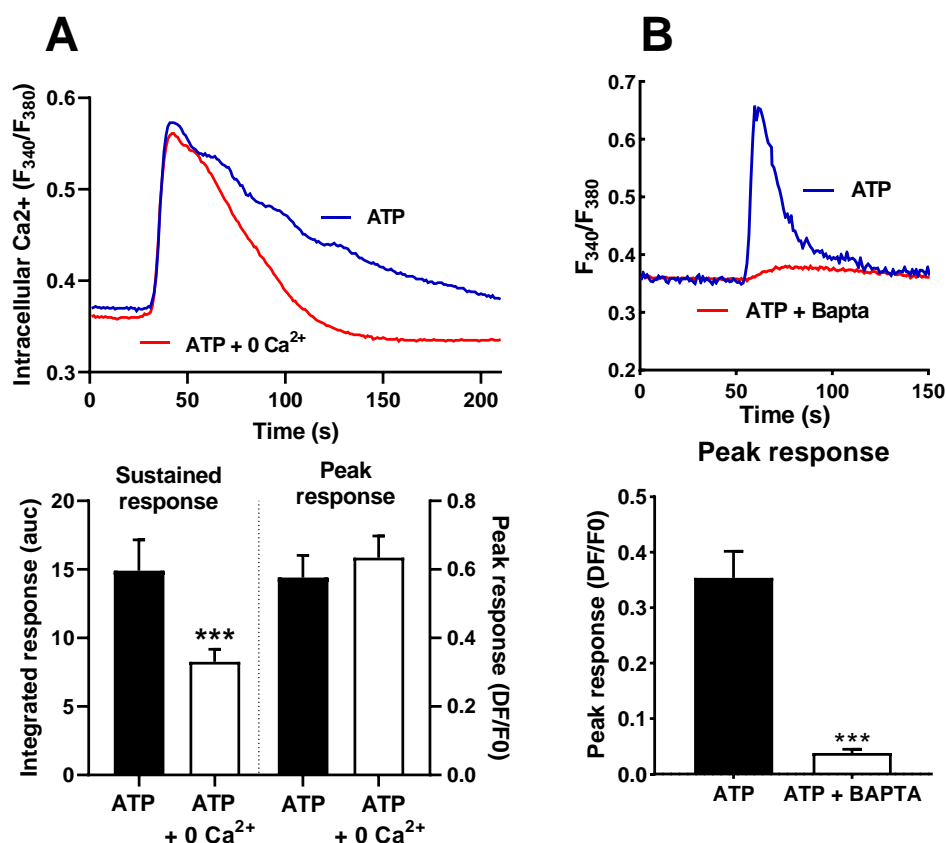 A
Intracellular Ca2+ (F340/F380)
0.6
0.5
0.4
0.3
ATP
ATP + 0 Ca2+
0
50
100
150
200
Time (s)
B
F340/F380
0.7
0.6
0.5
0.4
0.3
0.2
ATP
ATP + Bapta
0
50
100
150
Time (s)
Sustained
response
Peak
response
Integrated response (auc)
20
15
10
5
0
***
0.8
0.6
0.4
0.2
0.0
Peak response (DF/F0)
ATP
ATP
+ 0 Ca2+
ATP
ATP
+ 0 Ca2+
Peak response
Peak response (DF/F0)
0.5
0.4
0.3
0.2
0.1
0.0
***
ATP
ATP + BAPTA